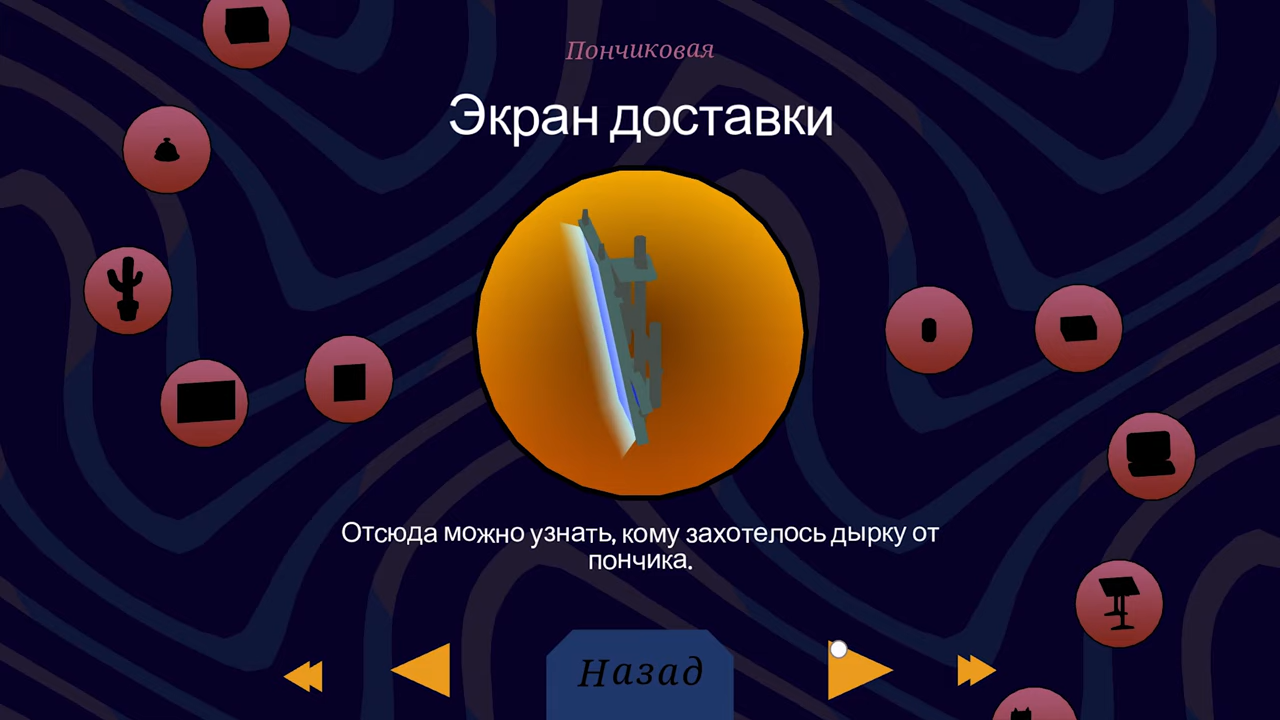 Пончиковая
Экран доставки
Отсюда можно узнать, кому захотелось дырку от
пончика.
Назад